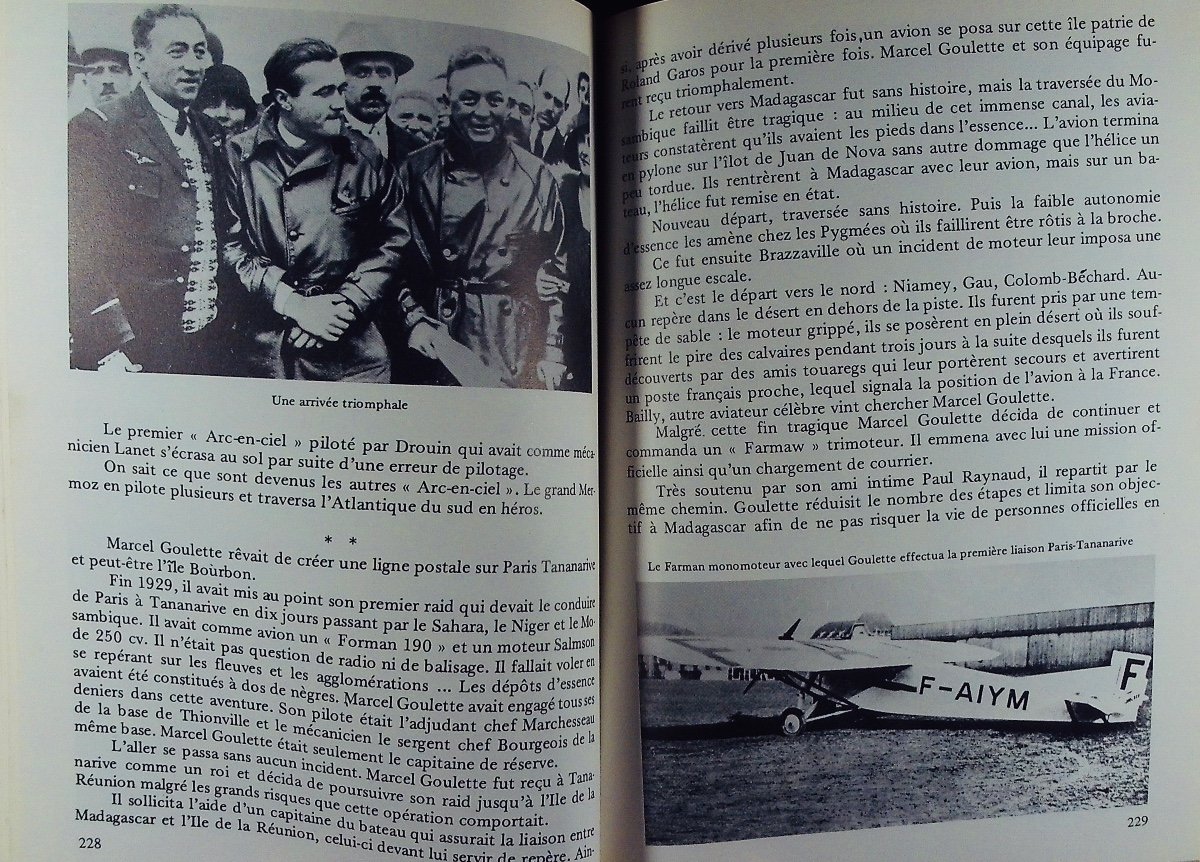 Une arrivée triomphale
Le premier « Arc-en-ciel » piloté par Drouin qui avait comme méca-
nicien Lanet s'écrasa au sol par suite d'une erreur de pilotage.
On sait ce que sont devenus les autres « Arc-en-ciel ». Le grand Mer-
moz en pilote plusieurs et traversa l'Atlantique du sud en héros.
* *
Marcel Goulette rêvait de créer une ligne postale sur Paris Tananarive
et peut-être l'île Bourbon.
Fin 1929, il avait mis au point son premier raid qui devait le conduire
de Paris à Tananarive en dix jours passant par le Sahara, le Niger et le Mo-
sambique. Il avait comme avion un « Forman 190 » et un moteur Salmson
de 250 cv. Il n'était pas question de radio ni de balisage. Il fallait voler en
se repérant sur les fleuves et les agglomérations ... Les dépôts d'essence
avaient été constitués à dos de nègres. Marcel Goulette avait engagé tous ses
deniers dans cette aventure. Son pilote était l'adjudant chef Marchesseau
de la base de Thionville et le mécanicien le sergent chef Bourgeois de la
même base. Marcel Goulette était seulement le capitaine de réserve.
L'aller se passa sans aucun incident. Marcel Goulette fut reçu à Tana-
narive comme un roi et décida de poursuivre son raid jusqu'à l'Ile de la
Réunion malgré les grands risques que cette opération comportait.
Il sollicita l'aide d'un capitaine du bateau qui assurait la liaison entre
Madagascar et l'Ile de la Réunion, celui-ci devant lui servir de repère. Ain-
228
si, après avoir dérivé plusieurs fois,un avion se posa sur cette île patrie de
Roland Garos pour la première fois. Marcel Goulette et son équipage fu-
rent reçu triomphalement.
Le retour vers Madagascar fut sans histoire, mais la traversée du Mo-
sambique faillit être tragique : au milieu de cet immense canal, les avia-
teurs constatèrent qu'ils avaient les pieds dans l'essence... L'avion termina
en pylone sur l'îlot de Juan de Nova sans autre dommage que l'hélice un
peu tordue. Ils rentrèrent à Madagascar avec leur avion, mais sur un ba-
teau, l'hélice fut remise en état.
Nouveau départ, traversée sans histoire. Puis la faible autonomie
d'essence les amène chez les Pygmées où ils faillirent être rôtis à la broche.
Ce fut ensuite Brazzaville où un incident de moteur leur imposa une
assez longue escale.
Et c'est le départ vers le nord : Niamey, Gau, Colomb-Béchard. Au-
cun repère dans le désert en dehors de la piste. Ils furent pris par une tem-
pête de sable : le moteur grippé, ils se posèrent en plein désert où ils souf-
frirent le pire des calvaires pendant trois jours à la suite desquels ils furent
découverts par des amis touaregs qui leur portèrent secours et avertirent
un poste français proche, lequel signala la position de l'avion à la France.
Bailly, autre aviateur célèbre vint chercher Marcel Goulette.
Malgré. cette fin tragique Marcel Goulette décida de continuer et
commanda un « Farmaw » trimoteur. Il emmena avec lui une mission of-
ficielle ainsi qu'un chargement de courrier.
Très soutenu par son ami intime Paul Raynaud, il repartit par le
même chemin. Goulette réduisit le nombre des étapes et limita son objec-
tif à Madagascar afin de ne pas risquer la vie de personnes officielles en
Le Farman monomoteur avec lequel Goulette effectua la première liaison Paris-Tananarive
F-AIYM
F
229